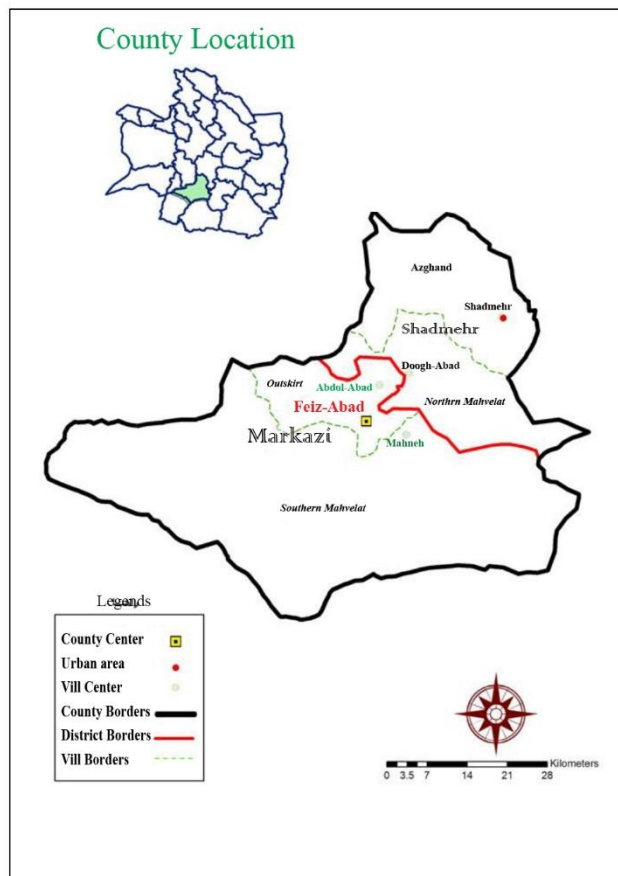 County Location
Azghand
Shadmehr
Shadmehr
Doogh-Abad
Outskirt
Abdol-Abad
Feiz-Abad
Northrn Mahvelat
Markazi
Mahneh
Southern Mahvelat
Legends
County Center
Urban area
Vill Center
County Borders
District Borders
Vill Borders
Kilometers
0 3.5 7 14 21 28